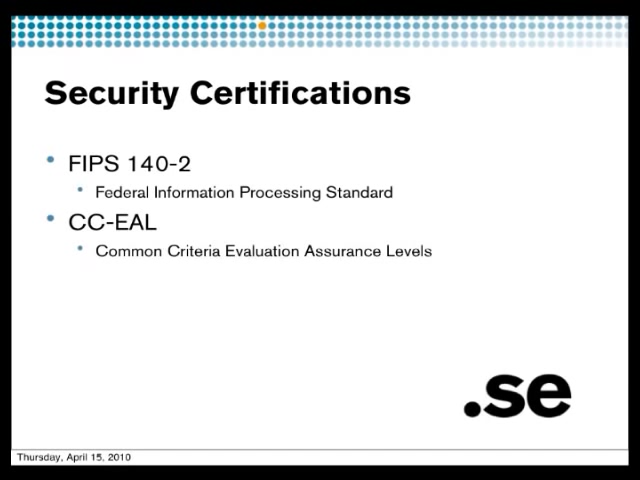 Security Certifications
• FIPS 140-2
• Federal Information Processing Standard
• CC-EAL
• Common Criteria Evaluation Assurance Levels
.se
Thursday, April 15, 2010